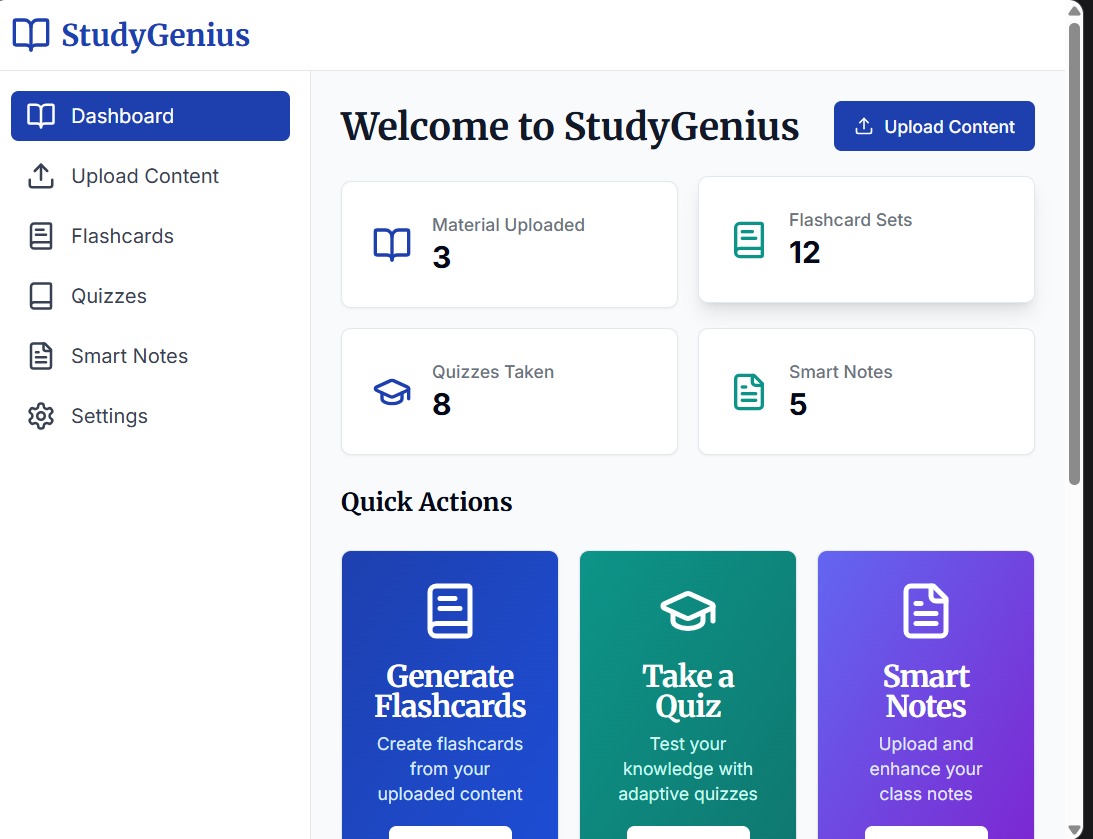 StudyGenius
Dashboard
Upload Content
Flashcards
Quizzes
Smart Notes
Settings
Welcome to StudyGenius
Upload Content
Material Uploaded
3
Flashcard Sets
12
Quizzes Taken
8
Smart Notes
5
Quick Actions
Generate
Flashcards
Create flashcards
from your
uploaded content
Take a
Quiz
Test your
knowledge with
adaptive quizzes
Smart
Notes
Upload and
enhance your
class notes